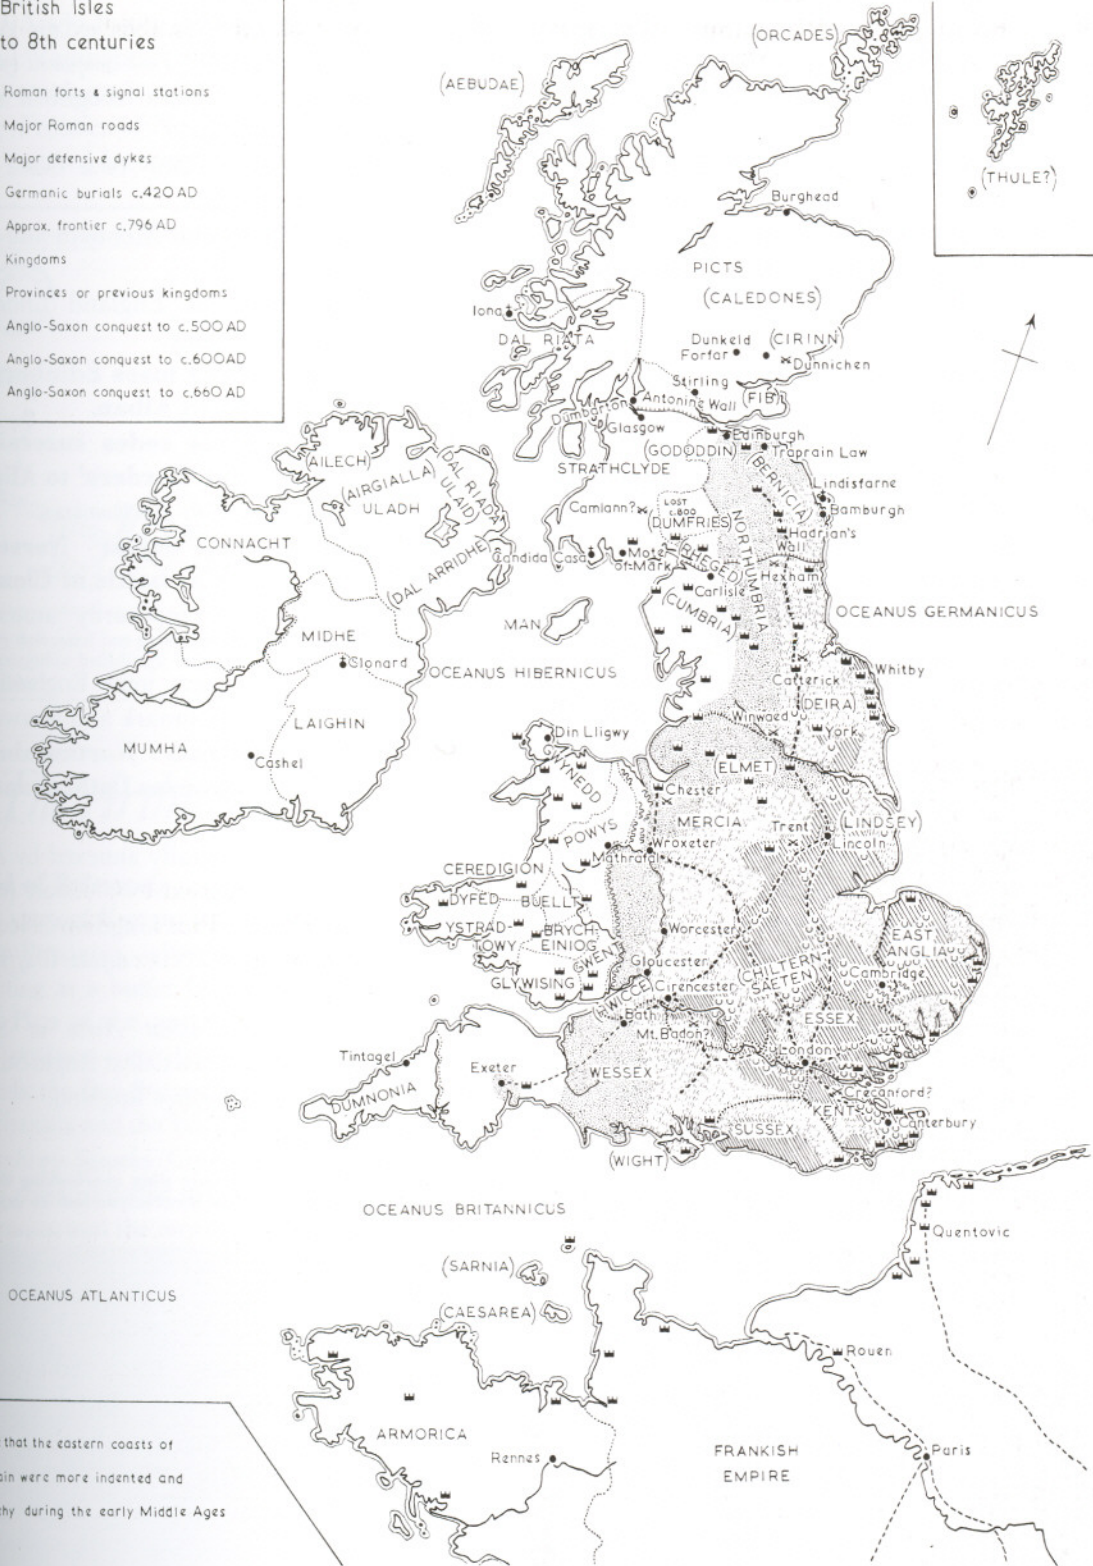 British Isles
to 8th centuries
Roman forts & signal stations
Major Roman roads
Major defensive dykes
Germanic burials c.420 AD
Approx. frontier c.796 AD
Kingdoms
Provinces or previous kingdoms
Anglo-Saxon conquest to c.500 AD
Anglo-Saxon conquest to c.600 AD
Anglo-Saxon conquest to c.660 AD
(ORCADES)
(AEBUDAE)
(THULE?)
Burghead
PICTS
(CALEDONES)
Iona
DAL RIATA
Dunkeld
(CIRINN)
Forfar
Dunnichen
Stirling
(FIB)
Dumbarton
Antonine Wall
Glasgow
Edinburgh
(GODODDIN)
Traprain Law
STRATHCLYDE
(BERNICIA)
Lindisfarne
Bamburgh
LOST
c.800
Camlann?
(DUMFRIES)
NORTHUMBRIA
Hadrian's
Wall
Candida Casa
Mote
of Mark
(RHEGED)
Hexham
Carlisle
(CUMBRIA)
(AILECH)
(AIRGIALLA)
ULADH
DAL RIADA
ULAID)
CONNACHT
(DAL ARRIDHE)
MAN
OCEANUS GERMANICUS
MIDHE
Slonard
OCEANUS HIBERNICUS
Whitby
Catterick
(DEIRA)
LAIGHIN
Winwaed
York
MUMHA
Cashel
Din Lligwy
GWYNEDD
(ELMET)
Chester
MERCIA
Trent
(LINDSEY)
Lincoln
POWYS
Wroxeter
Mathrafal
CEREDIGION
DYFED
BUELLT
YSTRAD-
TOWY
BRYCH-
EINIOG
Worcester
EAST
ANGLIA
GWENT
Gloucester
(CHILTERN
SAETEN)
Cambridge
GLYWISING
(HWICCE)
Cirencester
Bath
Mt. Badon?
ESSEX
London
Tintagel
Exeter
WESSEX
DUMNONIA
Crecanford?
KENT
Canterbury
SUSSEX
(WIGHT)
OCEANUS BRITANNICUS
Quentovic
(SARNIA)
OCEANUS ATLANTICUS
(CAESAREA)
Rouen
ARMORICA
Rennes
FRANKISH
EMPIRE
Paris
that the eastern coasts of
were more indented and
during the early Middle Ages